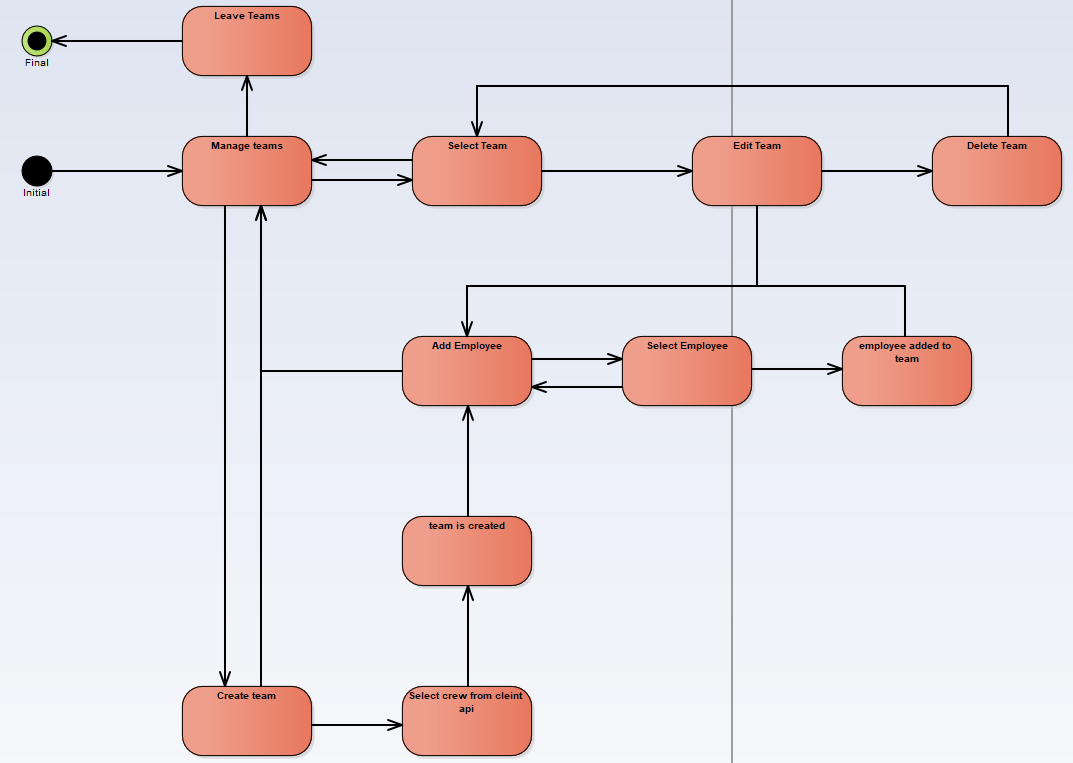 Leave Teams
Final
Manage teams
Select Team
Edit Team
Delete Team
Initial
Add Employee
Select Employee
employee added to
team
team is created
Create team
Select crew from cleint
api